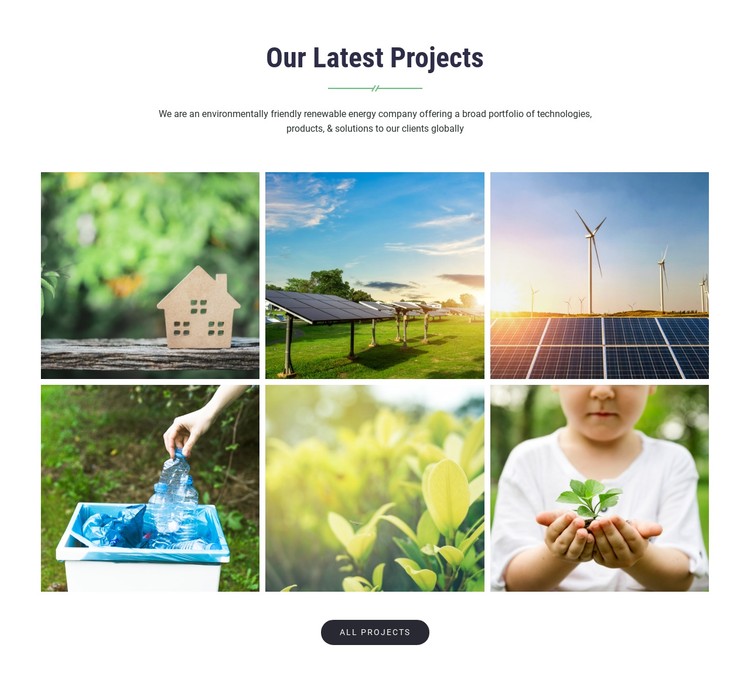 Our Latest Projects
We are an environmentally friendly renewable energy company offering a broad portfolio of technologies,
products, & solutions to our clients globally
ALL PROJECTS